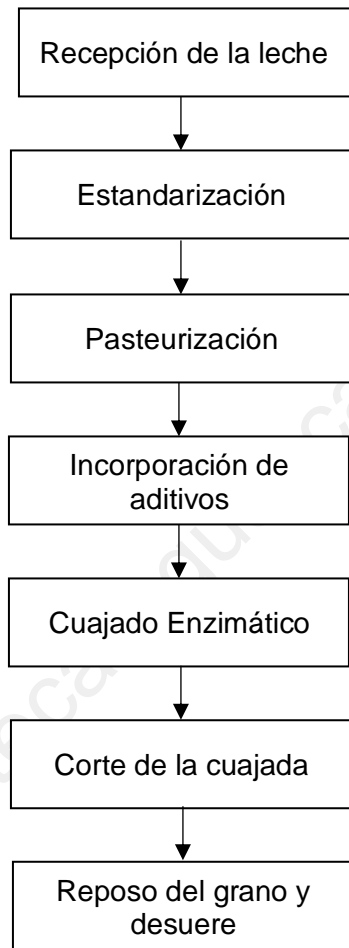 Recepción de la leche
Estandarización
Pasteurización
Incorporación de
aditivos
Cuajado Enzimático
Corte de la cuajada
Reposo del grano y
desuere